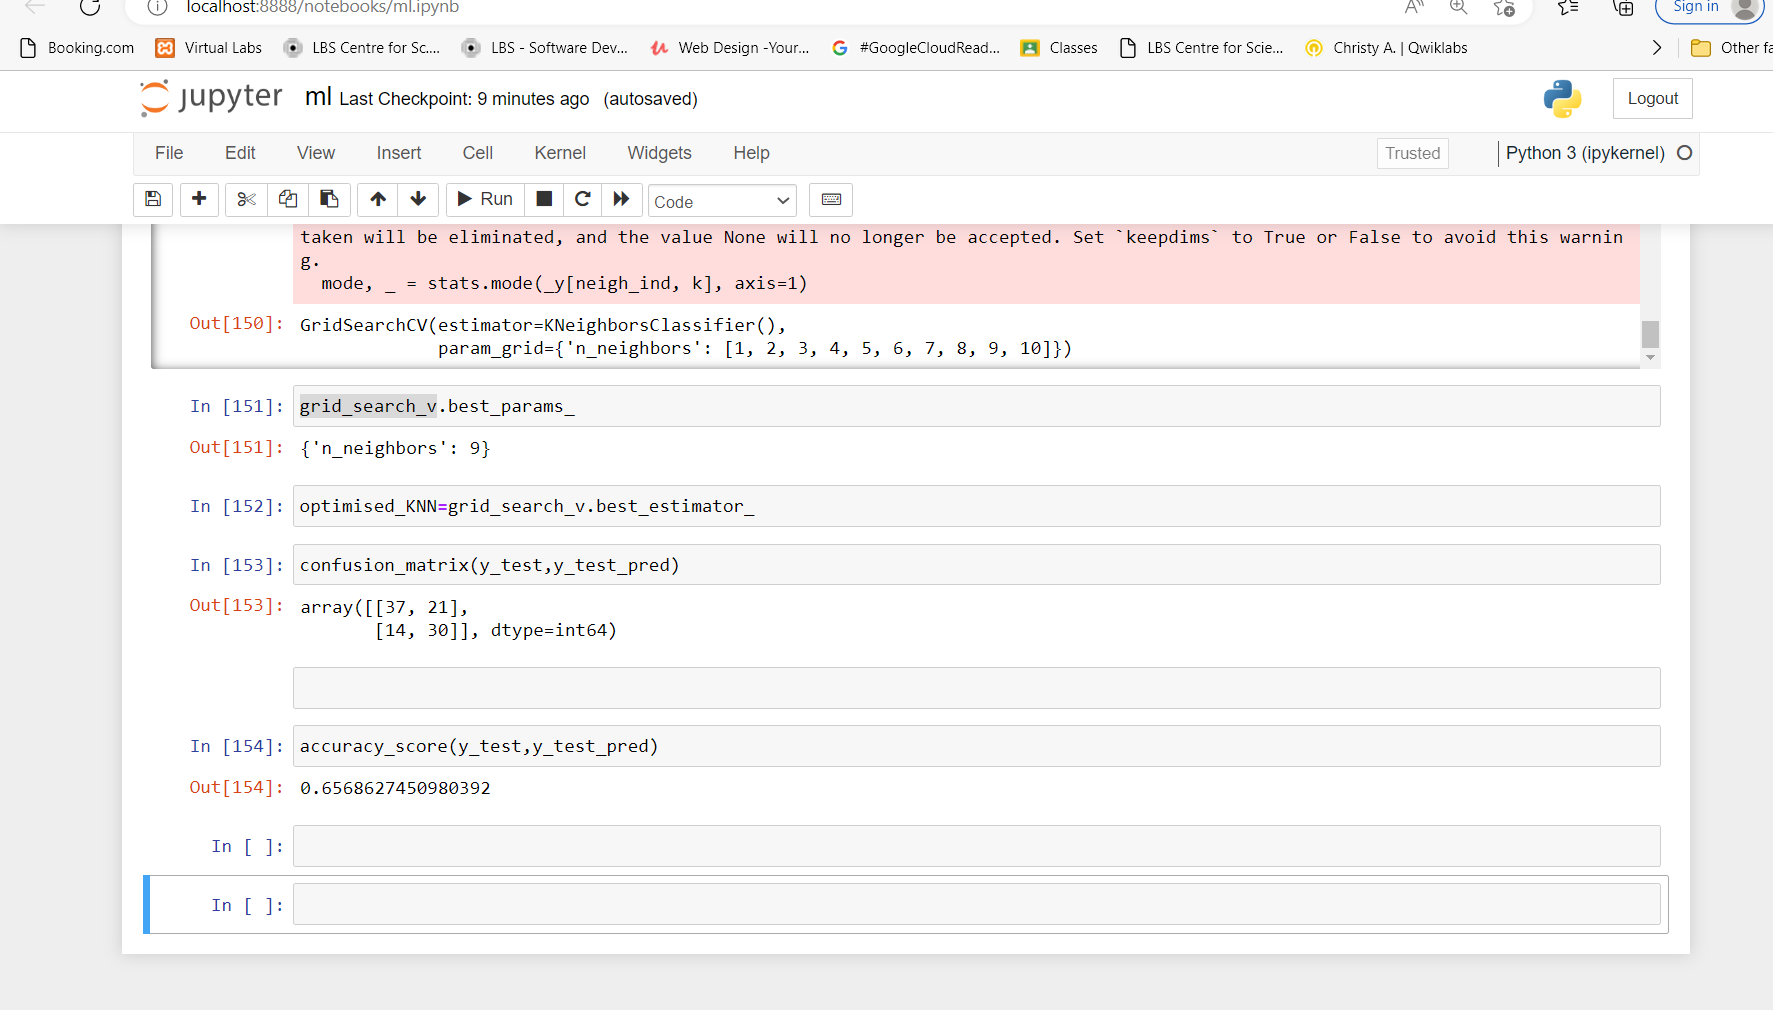 localhost:8888/notebooks/ml.ipynb
A
Sign in
Booking.com
Virtual Labs
LBS Centre for Sc....
LBS - Software Dev...
Web Design -Your...
#GoogleCloudRead...
Classes
LBS Centre for Scie...
Christy A. | Qwiklabs
Other fa
jupyter ml Last Checkpoint: 9 minutes ago (autosaved)
Logout
File Edit View Insert Cell Kernel Widgets Help
Trusted
Python 3 (ipykernel)
Run
Code
taken will be eliminated, and the value None will no longer be accepted. Set `keepdims` to True or False to avoid this warnin
g.
mode, _ = stats.mode(_y[neigh_ind, k], axis=1)
Out[150]: GridSearchCV(estimator=KNeighborsClassifier(),
param_grid={'n_neighbors': [1, 2, 3, 4, 5, 6, 7, 8, 9, 10]})
In [151]: grid_search_v.best_params_
Out[151]: {'n_neighbors': 9}
In [152]: optimised_KNN=grid_search_v.best_estimator_
In [153]: confusion_matrix(y_test,y_test_pred)
Out[153]: array([[37, 21],
[14, 30]], dtype=int64)
In [154]: accuracy_score(y_test,y_test_pred)
Out[154]: 0.6568627450980392
In [ ]:
In [ ]: